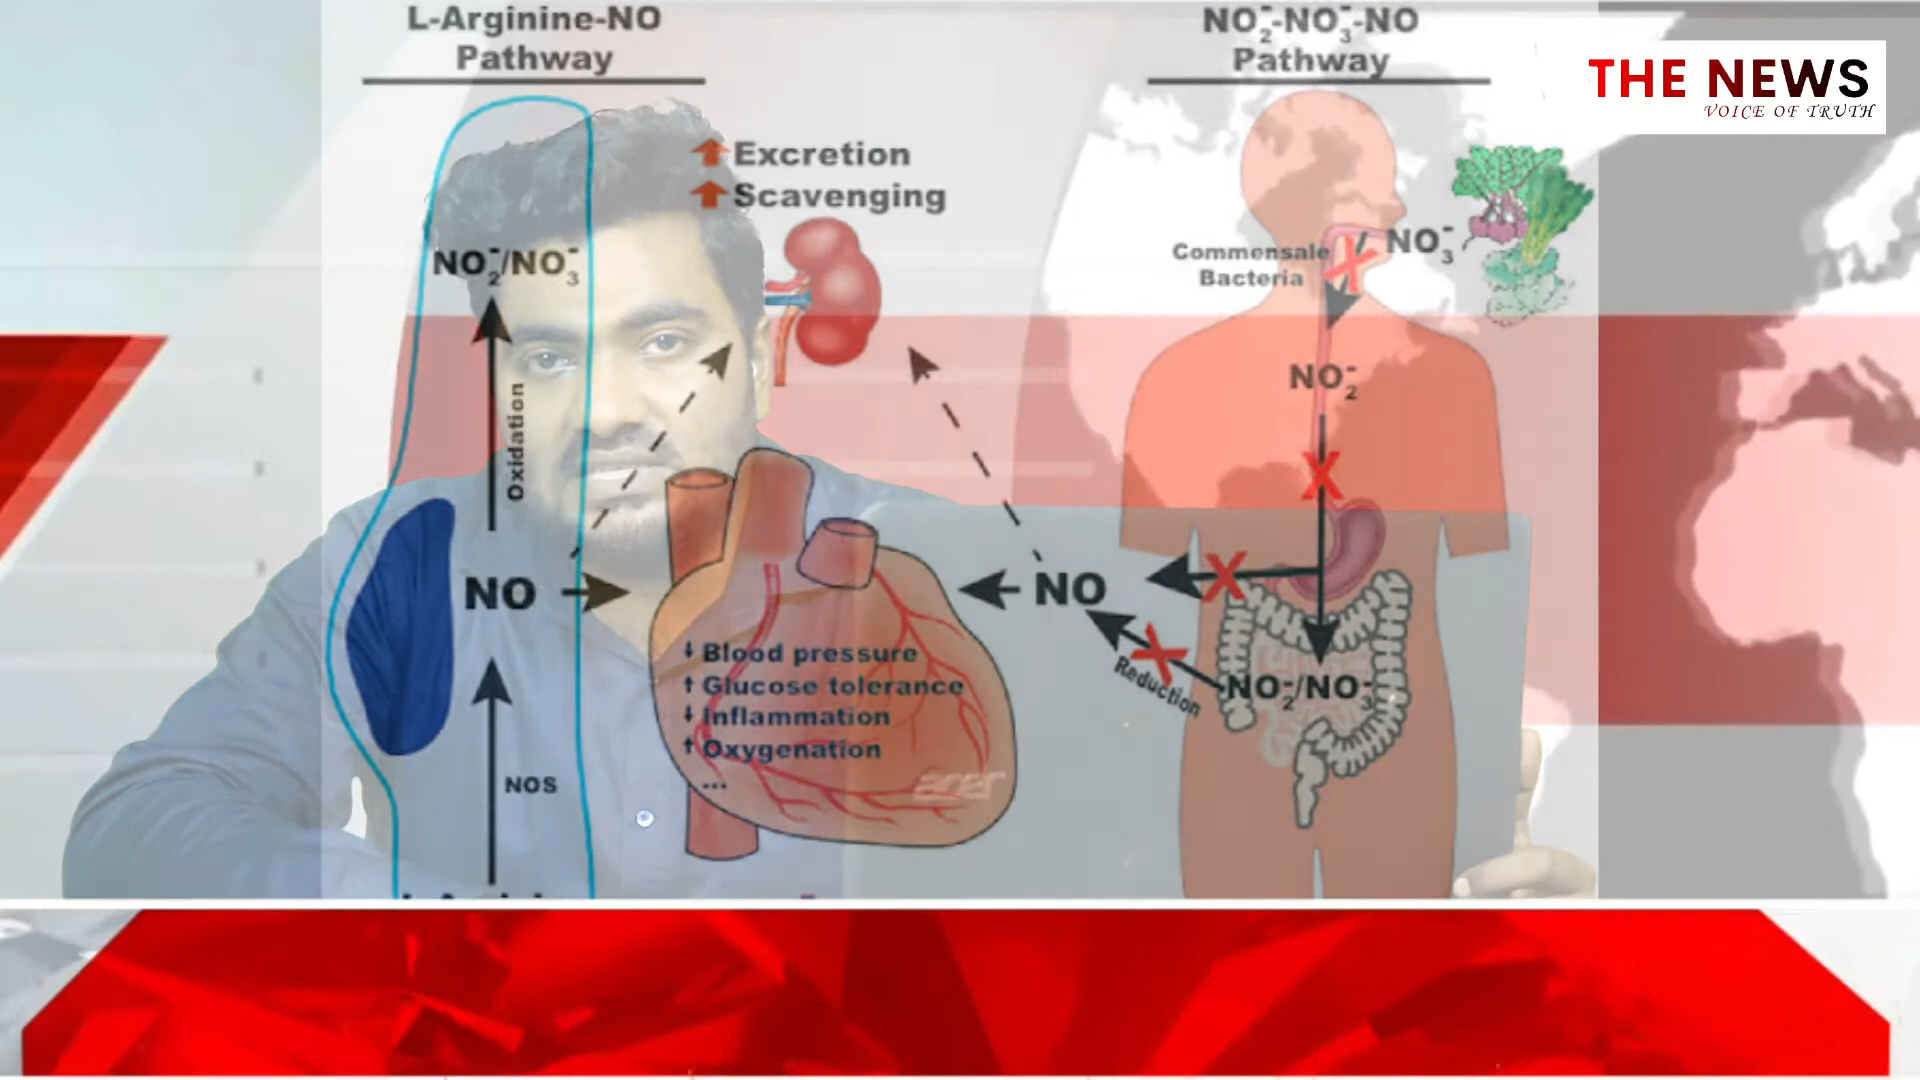 L-Arginine-NO
Pathway
NO₂⁻-NO₃⁻-NO
Pathway
THE NEWS
VOICE OF TRUTH
Excretion
Scavenging
NO₂⁻/NO₃⁻
Commensale
Bacteria
NO₃⁻
NO₂⁻
Oxidation
NO
NO
Blood pressure
Glucose tolerance
Inflammation
Oxygenation
...
Reduction
NO₂⁻/NO₃⁻
NOS
acer